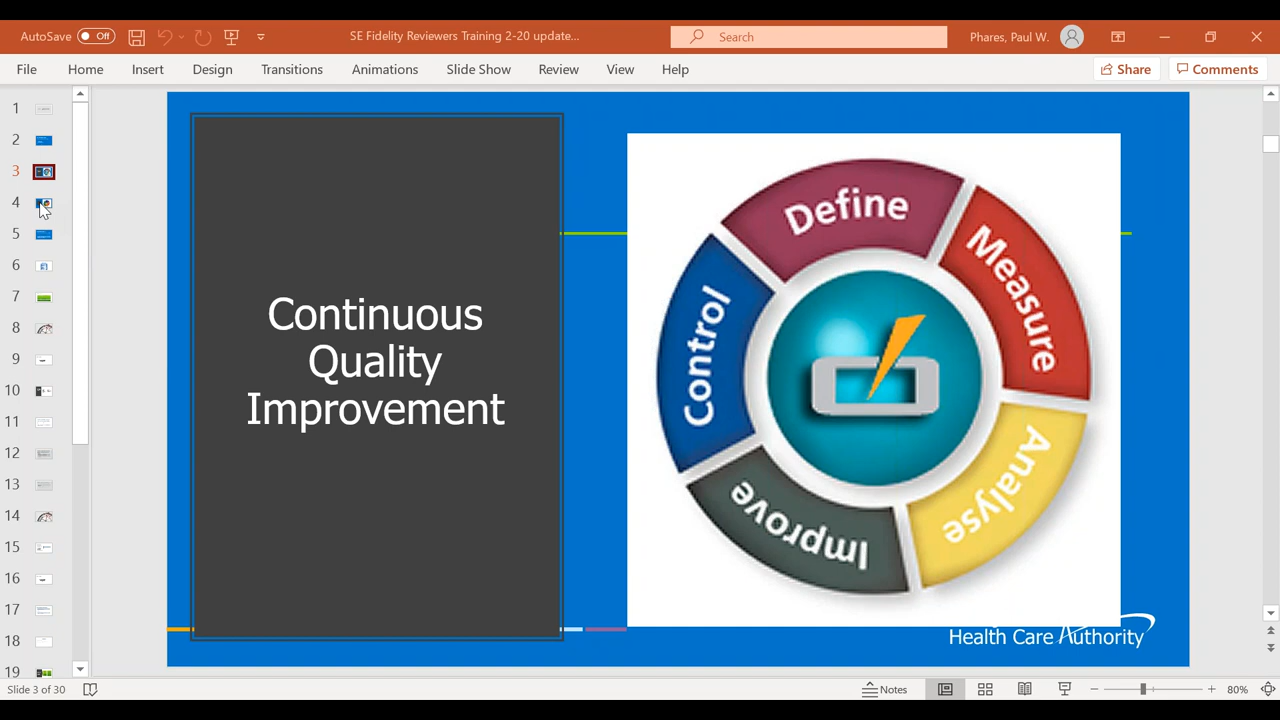 AutoSave Off
SE Fidelity Reviewers Training 2-20 update...
Search
Phares, Paul W.
File Home Insert Design Transitions Animations Slide Show Review View Help
Share Comments
1
2
3
4
5
6
7
8
9
10
11
12
13
14
15
16
17
18
19
Continuous
Quality
Improvement
Define
Measure
Analyse
Improve
Control
Health Care Authority
Slide 3 of 30
Notes
80%